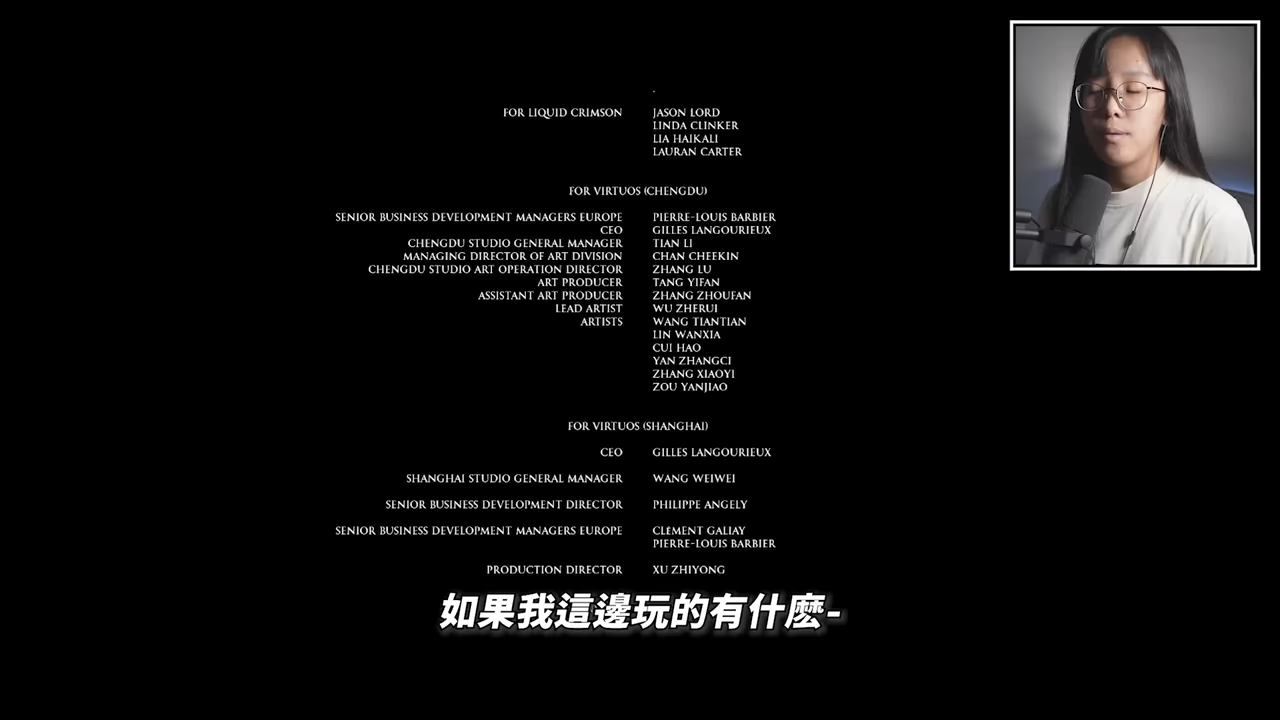 FOR LIQUID CRIMSON JASON LORD
LINDA CLINKER
LIA HAIKALI
LAURAN CARTER
FOR VIRTUOS (CHENGDU)
SENIOR BUSINESS DEVELOPMENT MANAGERS EUROPE PIERRE-LOUIS BARBIER
CEO GILLES LANGOURIEUX
CHENGDU STUDIO GENERAL MANAGER TIAN LI
MANAGING DIRECTOR OF ART DIVISION CHAN CHEEKIN
CHENGDU STUDIO ART OPERATION DIRECTOR ZHANG LU
ART PRODUCER TANG YIFAN
ASSISTANT ART PRODUCER ZHANG ZHOUFAN
LEAD ARTIST WU ZHERUI
ARTISTS WANG TIANTIAN
LIN WANXIA
CUI HAO
YAN ZHANGCI
ZHANG XIAOYI
ZOU YANJIAO
FOR VIRTUOS (SHANGHAI)
CEO GILLES LANGOURIEUX
SHANGHAI STUDIO GENERAL MANAGER WANG WEIWEI
SENIOR BUSINESS DEVELOPMENT DIRECTOR PHILIPPE ANGELY
SENIOR BUSINESS DEVELOPMENT MANAGERS EUROPE CLÉMENT GALIAY
PIERRE-LOUIS BARBIER
PRODUCTION DIRECTOR XU ZHIYONG
如果我這邊玩的有什麽-